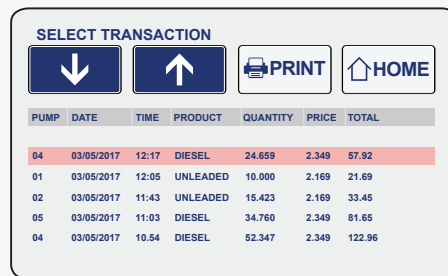 SELECT TRANSACTION
PRINT HOME
PUMP DATE TIME PRODUCT QUANTITY PRICE TOTAL
04 03/05/2017 12:17 DIESEL 24.659 2.349 57.92
01 03/05/2017 12:05 UNLEADED 10.000 2.169 21.69
02 03/05/2017 11:43 UNLEADED 15.423 2.169 33.45
05 03/05/2017 11:03 DIESEL 34.760 2.349 81.65
04 03/05/2017 10.54 DIESEL 52.347 2.349 122.96